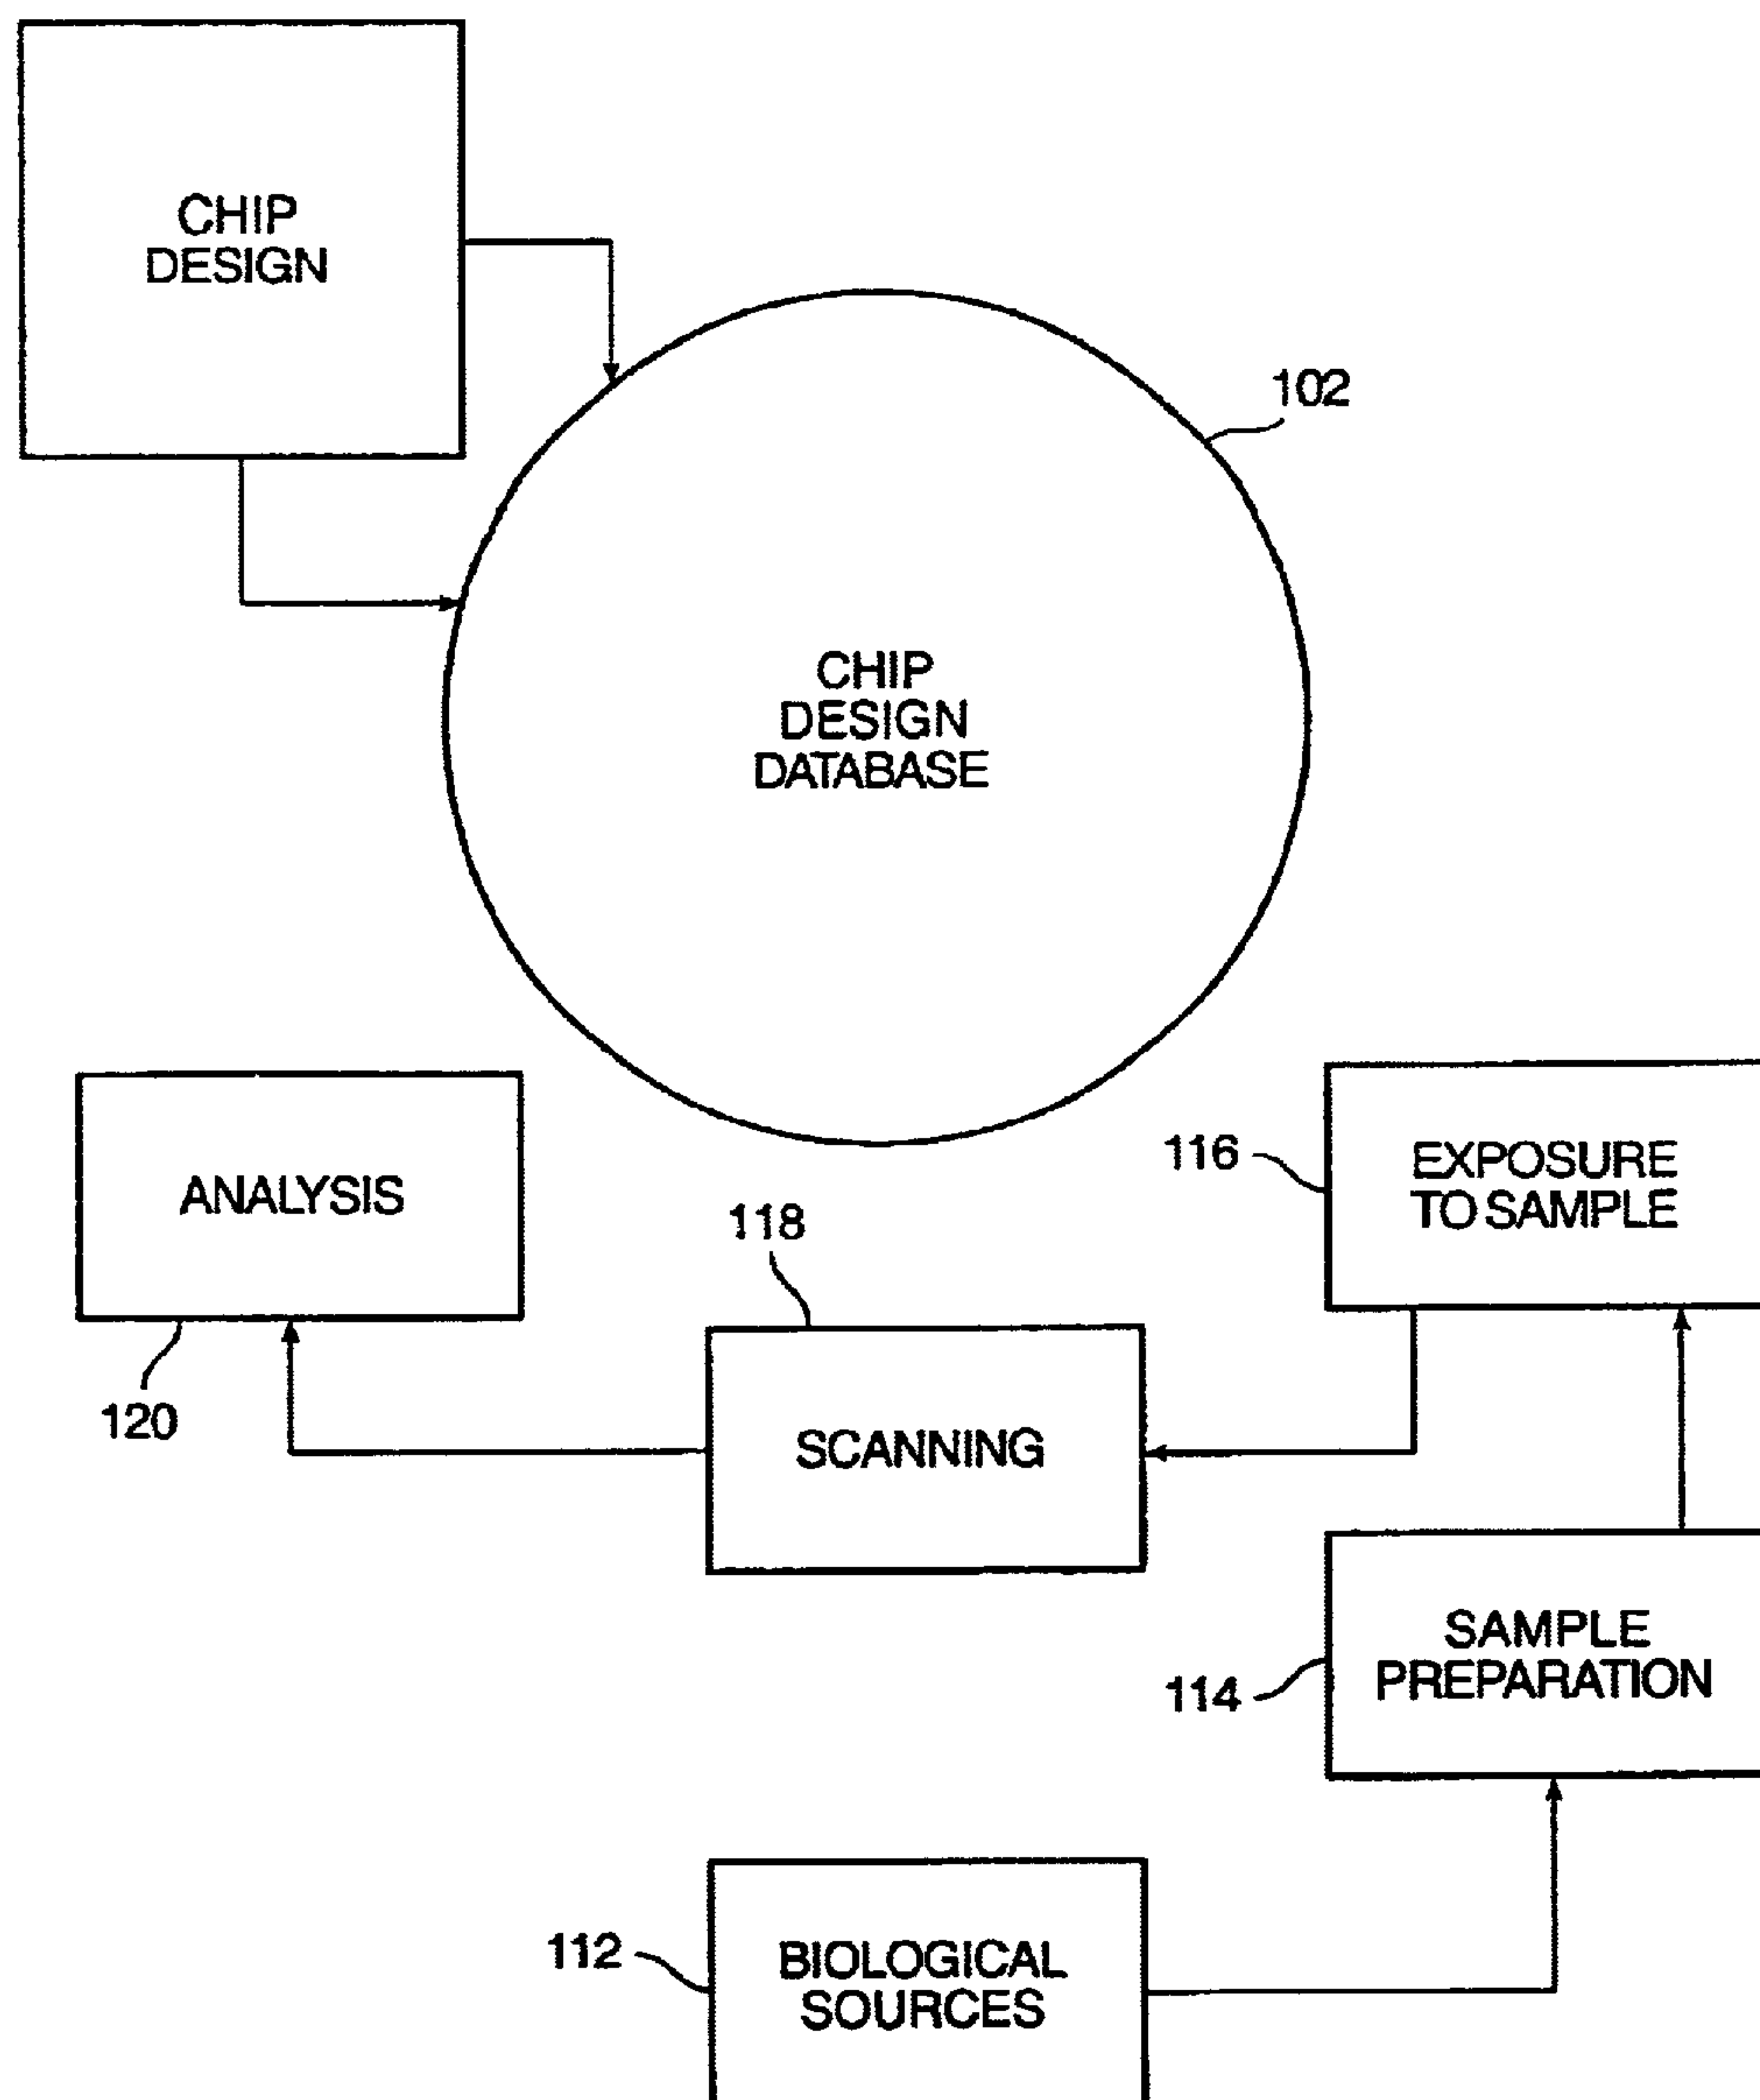 CHIP
DESIGN
102
CHIP
DESIGN
DATABASE
116
EXPOSURE
TO SAMPLE
ANALYSIS
118
120
SCANNING
SAMPLE
PREPARATION
114
112
BIOLOGICAL
SOURCES